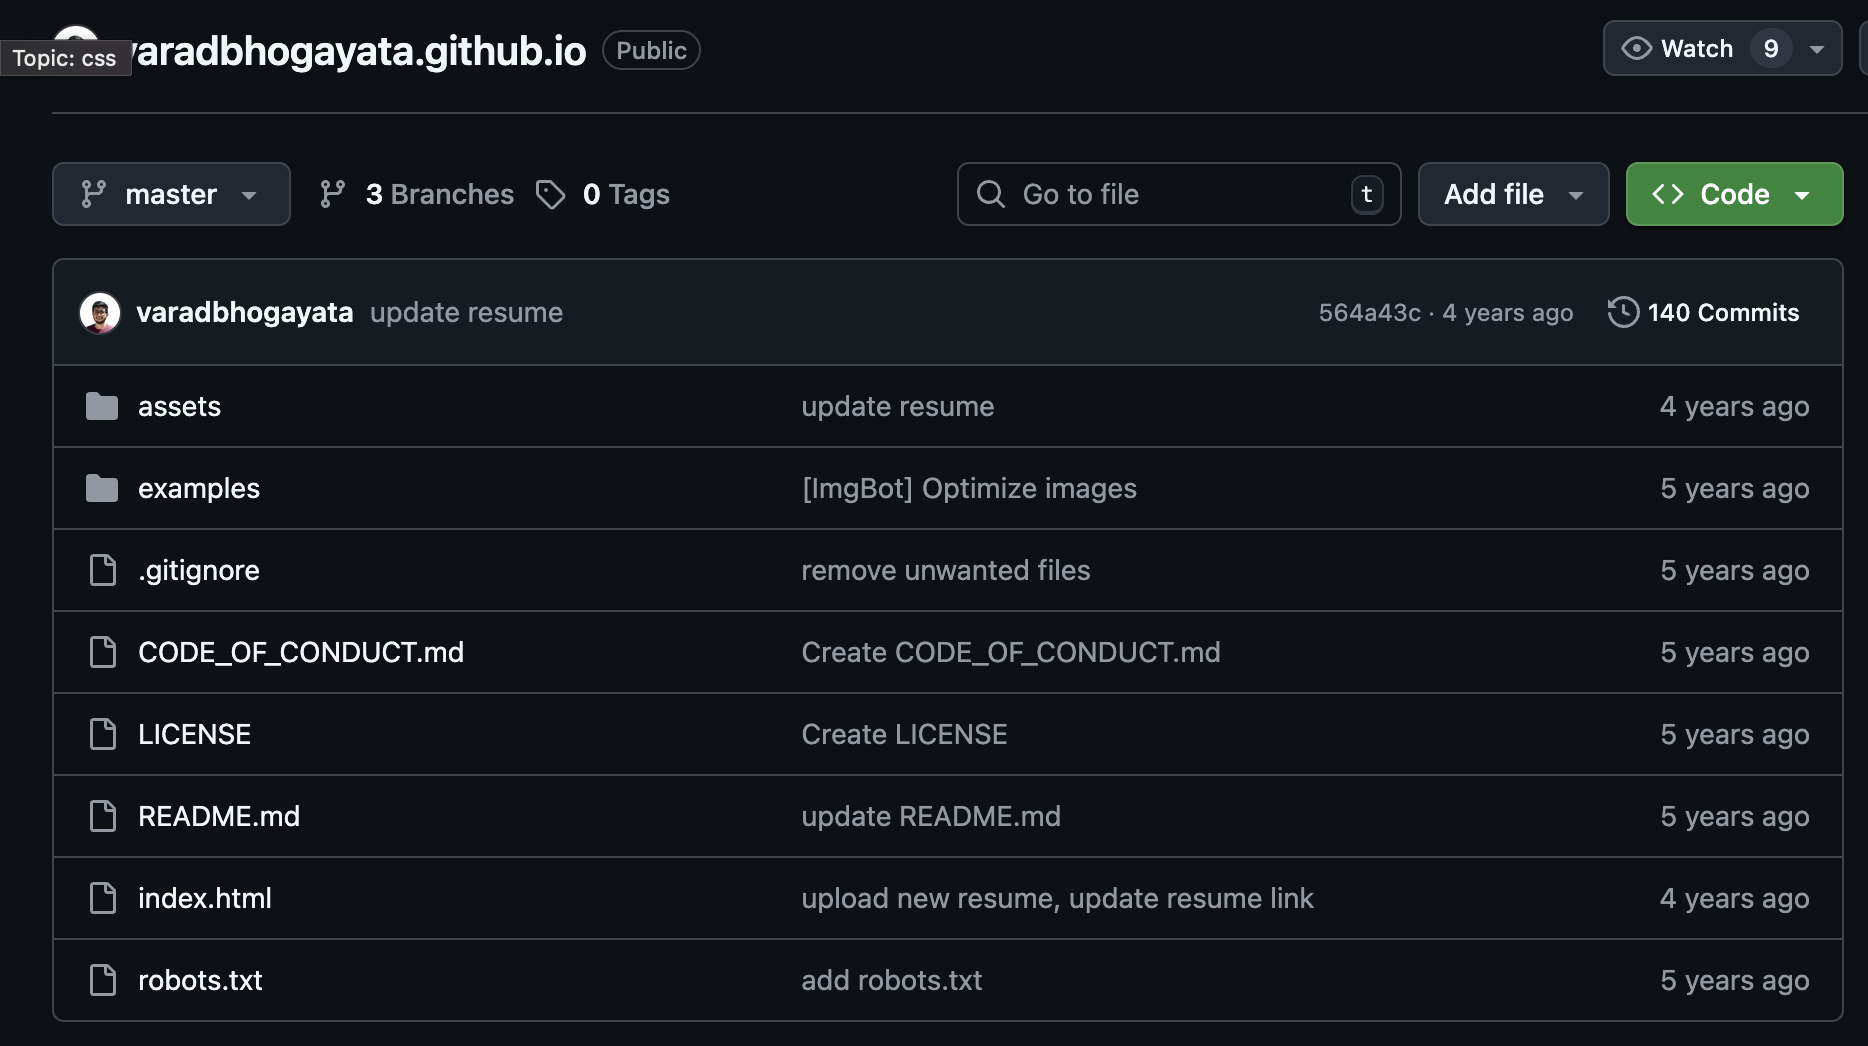 Topic: css
varadbhogayata.github.io Public
Watch 9
master
3 Branches
0 Tags
Go to file t
Add file
<> Code
varadbhogayata update resume 564a43c · 4 years ago 140 Commits
assets update resume 4 years ago
examples [ImgBot] Optimize images 5 years ago
.gitignore remove unwanted files 5 years ago
CODE_OF_CONDUCT.md Create CODE_OF_CONDUCT.md 5 years ago
LICENSE Create LICENSE 5 years ago
README.md update README.md 5 years ago
index.html upload new resume, update resume link 4 years ago
robots.txt add robots.txt 5 years ago